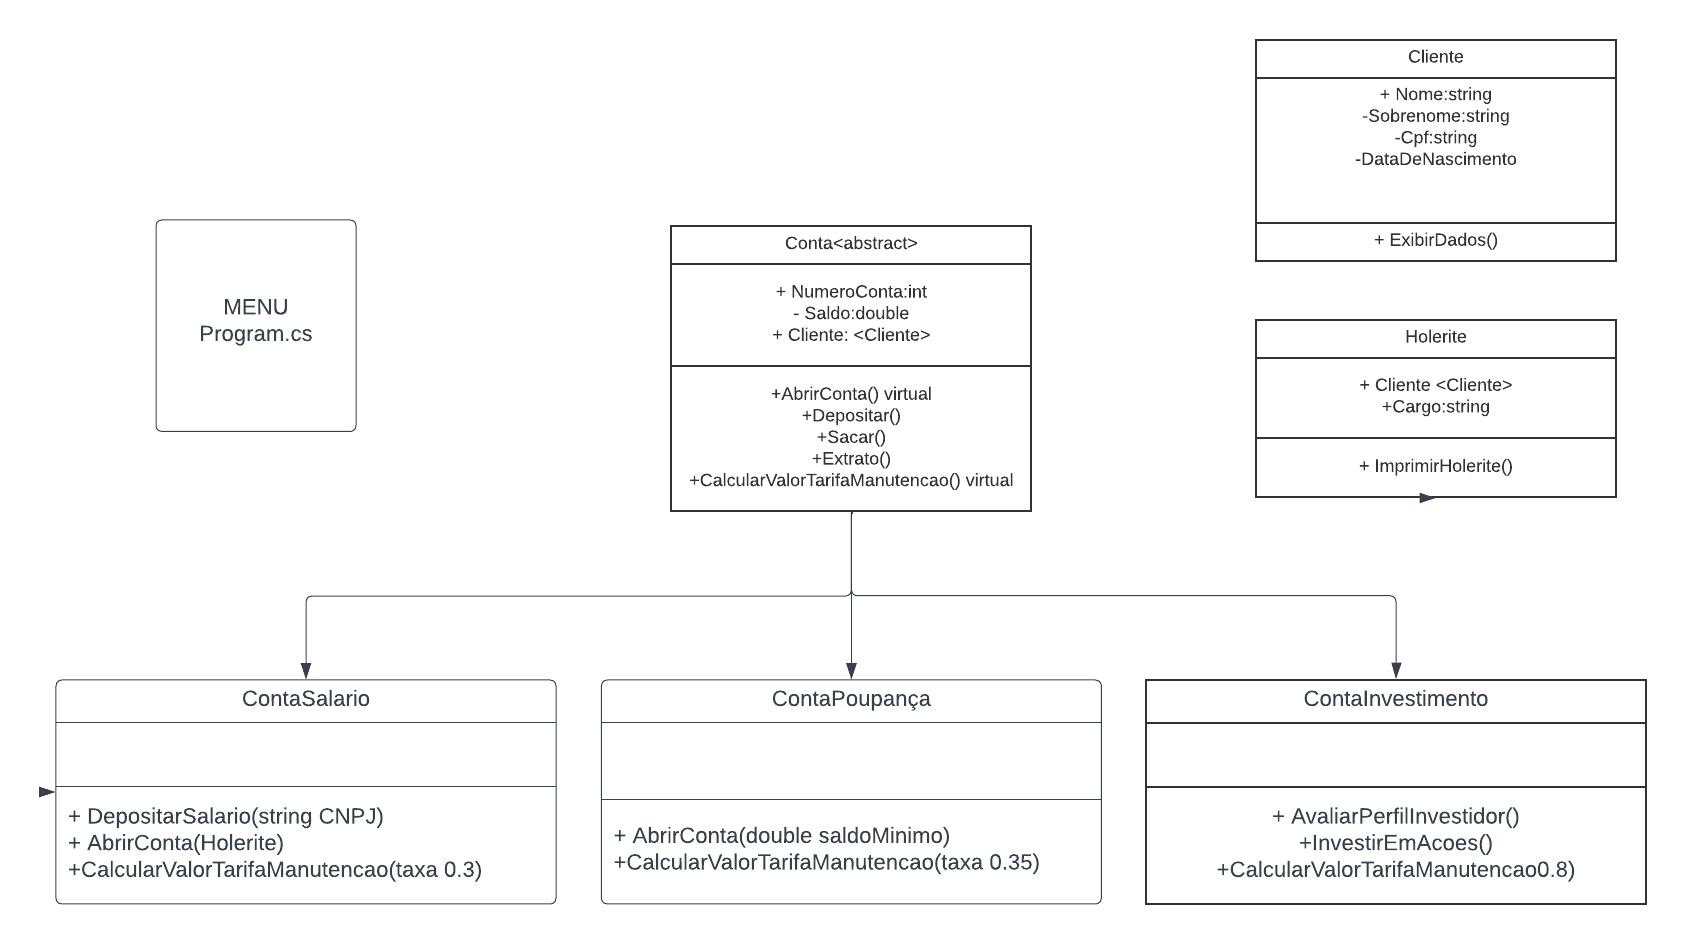 Cliente
+ Nome:string
-Sobrenome:string
-Cpf:string
-DataDeNascimento
+ ExibirDados()
MENU
Program.cs
Conta<abstract>
+ NumeroConta:int
- Saldo:double
+ Cliente: <Cliente>
+AbrirConta() virtual
+Depositar()
+Sacar()
+Extrato()
+CalcularValorTarifaManutencao() virtual
Holerite
+ Cliente <Cliente>
+Cargo:string
+ ImprimirHolerite()
ContaSalario
+ DepositarSalario(string CNPJ)
+ AbrirConta(Holerite)
+CalcularValorTarifaManutencao(taxa 0.3)
ContaPoupança
+ AbrirConta(double saldoMinimo)
+CalcularValorTarifaManutencao(taxa 0.35)
ContaInvestimento
+ AvaliarPerfilInvestidor()
+InvestirEmAcoes()
+CalcularValorTarifaManutencao0.8)